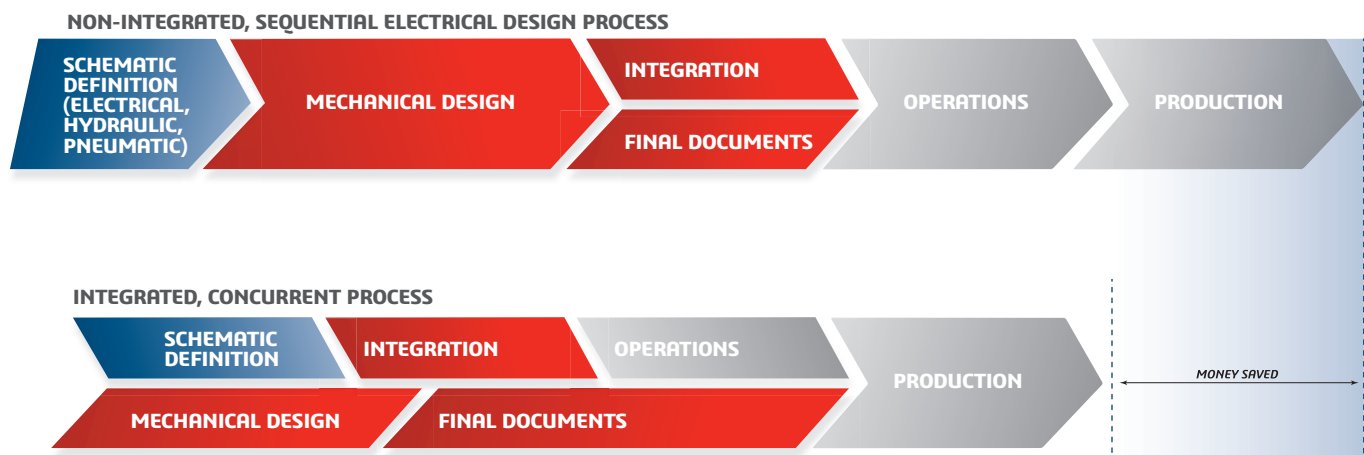 NON-INTEGRATED, SEQUENTIAL ELECTRICAL DESIGN PROCESS
SCHEMATIC
DEFINITION
(ELECTRICAL,
HYDRAULIC,
PNEUMATIC)
MECHANICAL DESIGN
INTEGRATION
FINAL DOCUMENTS
OPERATIONS
PRODUCTION
INTEGRATED, CONCURRENT PROCESS
SCHEMATIC
DEFINITION
INTEGRATION
OPERATIONS
MECHANICAL DESIGN
FINAL DOCUMENTS
PRODUCTION
MONEY SAVED